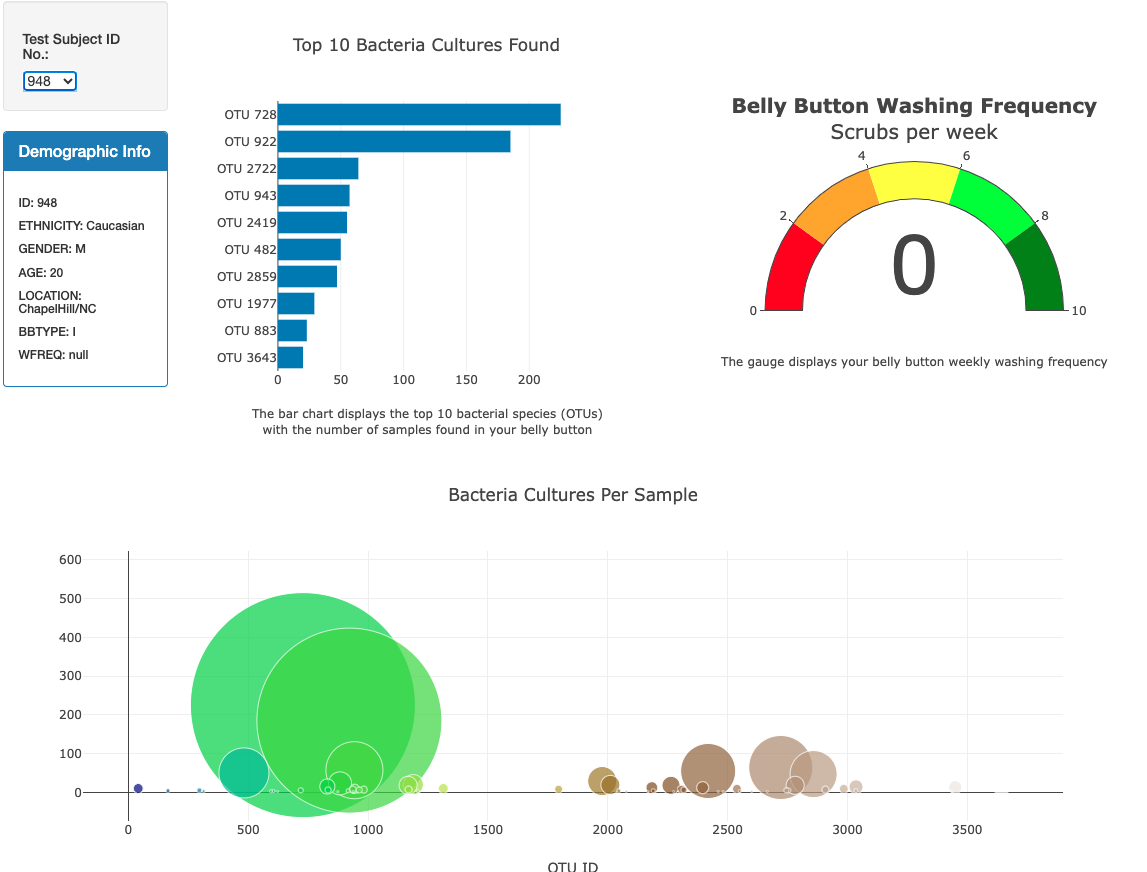 Test Subject ID
No.:
948
Demographic Info
ID: 948
ETHNICITY: Caucasian
GENDER: M
AGE: 20
LOCATION:
ChapelHill/NC
BBTYPE: I
WFREQ: null
Top 10 Bacteria Cultures Found
OTU 728
OTU 922
OTU 2722
OTU 943
OTU 2419
OTU 482
OTU 2859
OTU 1977
OTU 883
OTU 3643
0 50 100 150 200
The bar chart displays the top 10 bacterial species (OTUs)
with the number of samples found in your belly button
Belly Button Washing Frequency
Scrubs per week
4 6
2 8
0
0 10
The gauge displays your belly button weekly washing frequency
Bacteria Cultures Per Sample
600
500
400
300
200
100
0
0 500 1000 1500 2000 2500 3000 3500
OTU ID